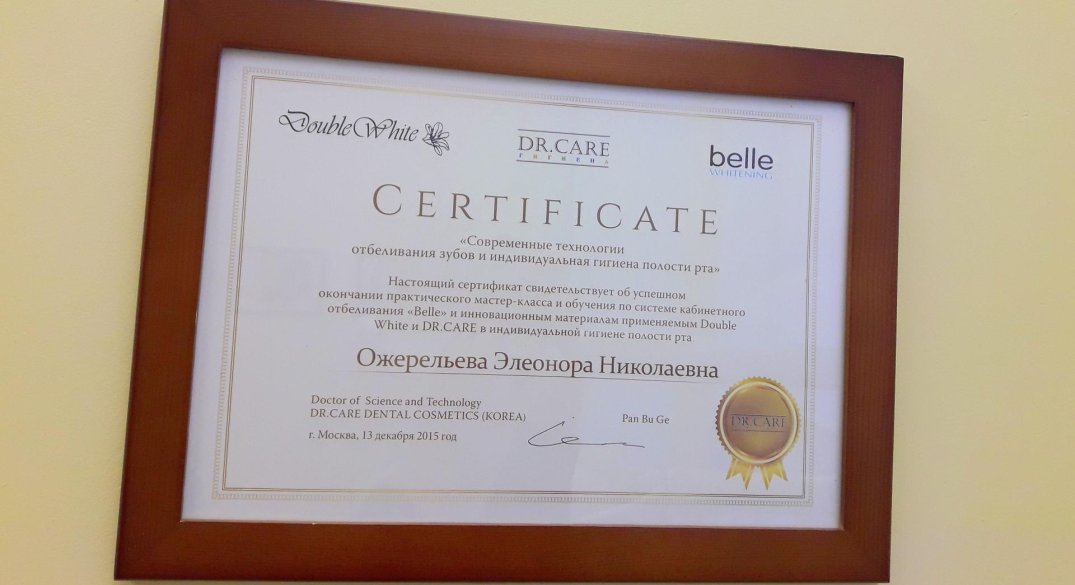 Double White
DR.CARE
ГИГИЕНА
belle
WHITENING
CERTIFICATE
«Современные технологии
отбеливания зубов и индивидуальная гигиена полости рта»
Настоящий сертификат свидетельствует об успешном
окончании практического мастер-класса и обучения по системе кабинетного
отбеливания «Belle» и инновационным материалам применяемым Double
White и DR.CARE в индивидуальной гигиене полости рта
Ожерельева Элеонора Николаевна
Doctor of Science and Technology
DR.CARE DENTAL COSMETICS (KOREA)
Pan Bu Ge
г. Москва, 13 декабря 2015 год
DR.CARE